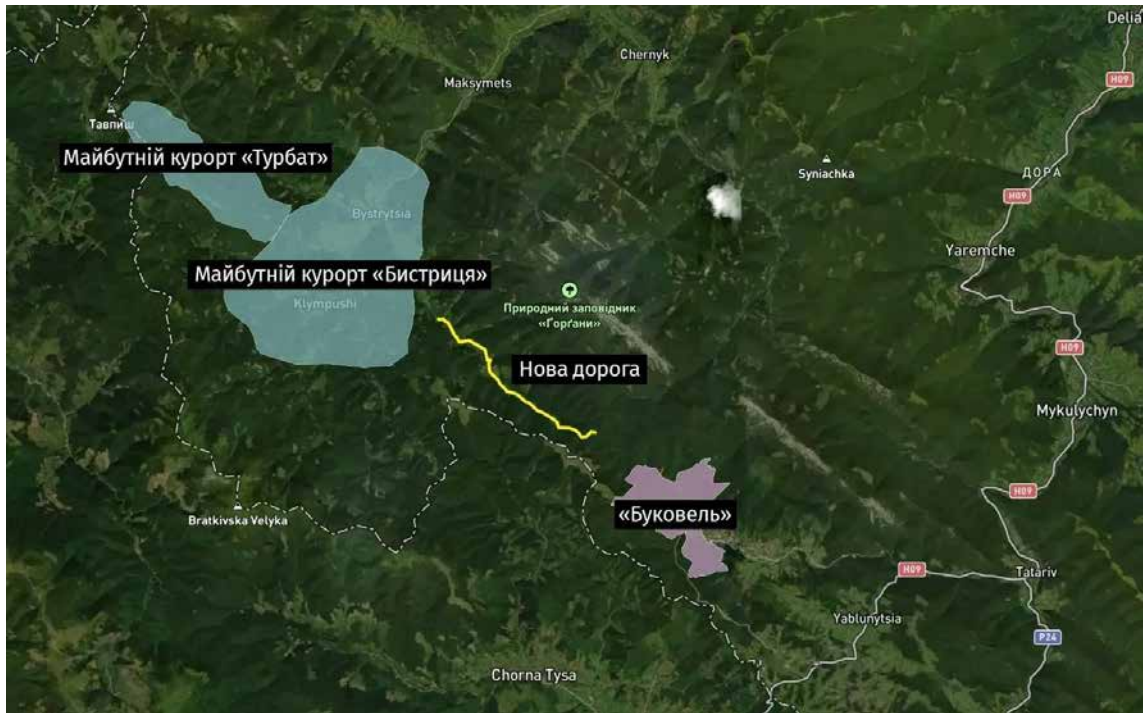 Delia
Chernyk
Maksymets
H09
Тавпиш
Майбутній курорт «Турбат»
Syniachka
ДОРА
H09
Bystrytsia
Yaremche
Майбутній курорт «Бистриця»
Klympushi
Природний заповідник
«Ґорґани»
H09
Нова дорога
Mykulychyn
H09
«Буковель»
Bratkivska Velyka
H09
Tatariv
Yablunytsia
P24
Chorna Tysa